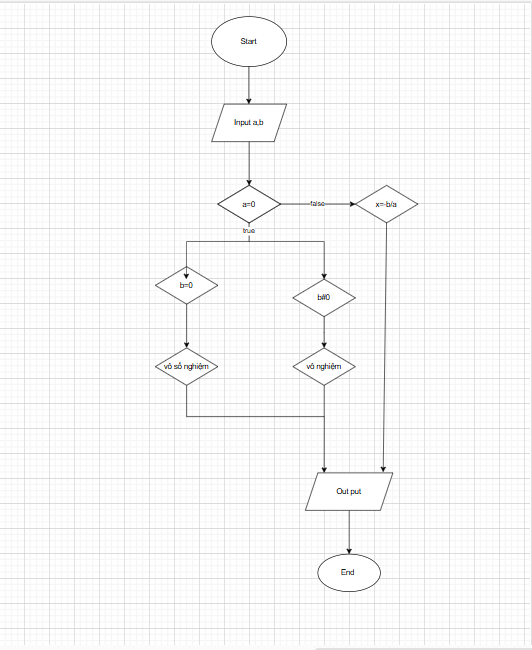 Start
Input a,b
a=0
false
x=-b/a
true
b=0
b#0
vô số nghiệm
vô nghiệm
Out put
End